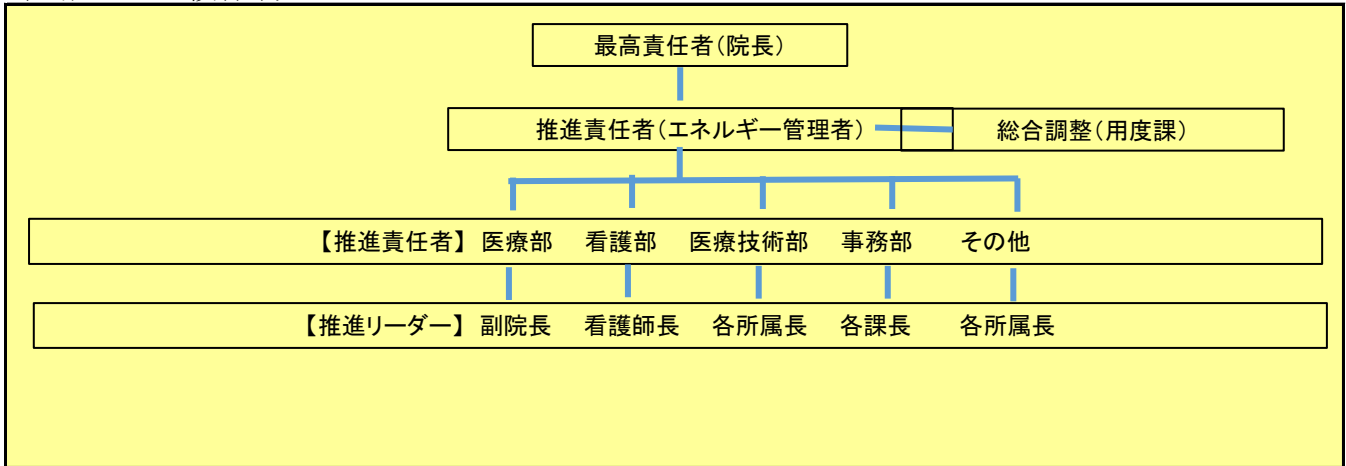 最高責任者(院長)
推進責任者(エネルギー管理者)　総合調整(用度課)
【推進責任者】 医療部　看護部　医療技術部　事務部　その他
【推進リーダー】 副院長　看護師長　各所属長　各課長　各所属長